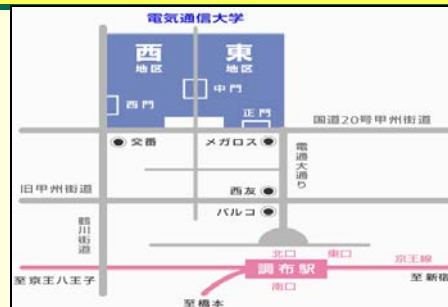 電気通信大学
西
地区
東
地区
中門
西門
正門
国道20号甲州街道
交番
メガロス
電通大通り
旧甲州街道
西友
パルコ
鶴川街道
北口
東口
京王線
調布駅
至京王八王子
南口
至新宿
至橋本